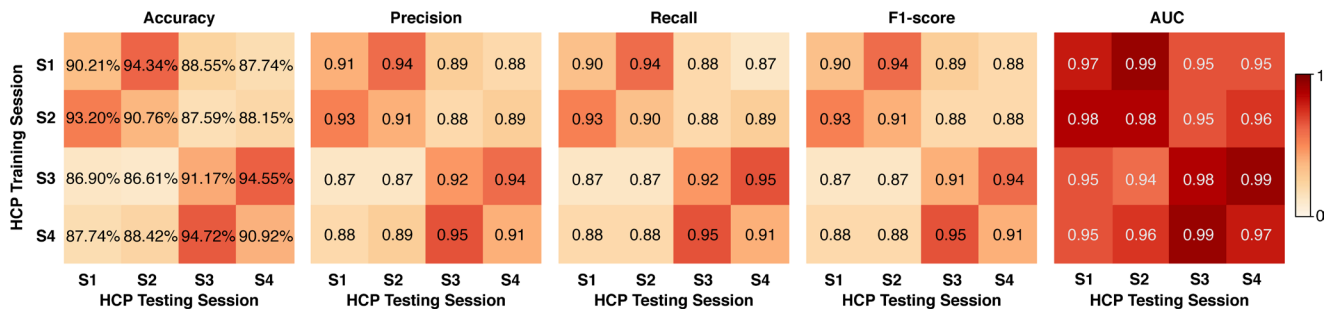 Accuracy Precision Recall F1-score AUC
HCP Training Session
S1 90.21% 94.34% 88.55% 87.74% 0.91 0.94 0.89 0.88 0.90 0.94 0.88 0.87 0.90 0.94 0.89 0.88 0.97 0.99 0.95 0.95
1
S2 93.20% 90.76% 87.59% 88.15% 0.93 0.91 0.88 0.89 0.93 0.90 0.88 0.89 0.93 0.91 0.88 0.88 0.98 0.98 0.95 0.96
S3 86.90% 86.61% 91.17% 94.55% 0.87 0.87 0.92 0.94 0.87 0.87 0.92 0.95 0.87 0.87 0.91 0.94 0.95 0.94 0.98 0.99
0
S4 87.74% 88.42% 94.72% 90.92% 0.88 0.89 0.95 0.91 0.88 0.88 0.95 0.91 0.88 0.88 0.95 0.91 0.95 0.96 0.99 0.97
S1 S2 S3 S4 S1 S2 S3 S4 S1 S2 S3 S4 S1 S2 S3 S4 S1 S2 S3 S4
HCP Testing Session HCP Testing Session HCP Testing Session HCP Testing Session HCP Testing Session